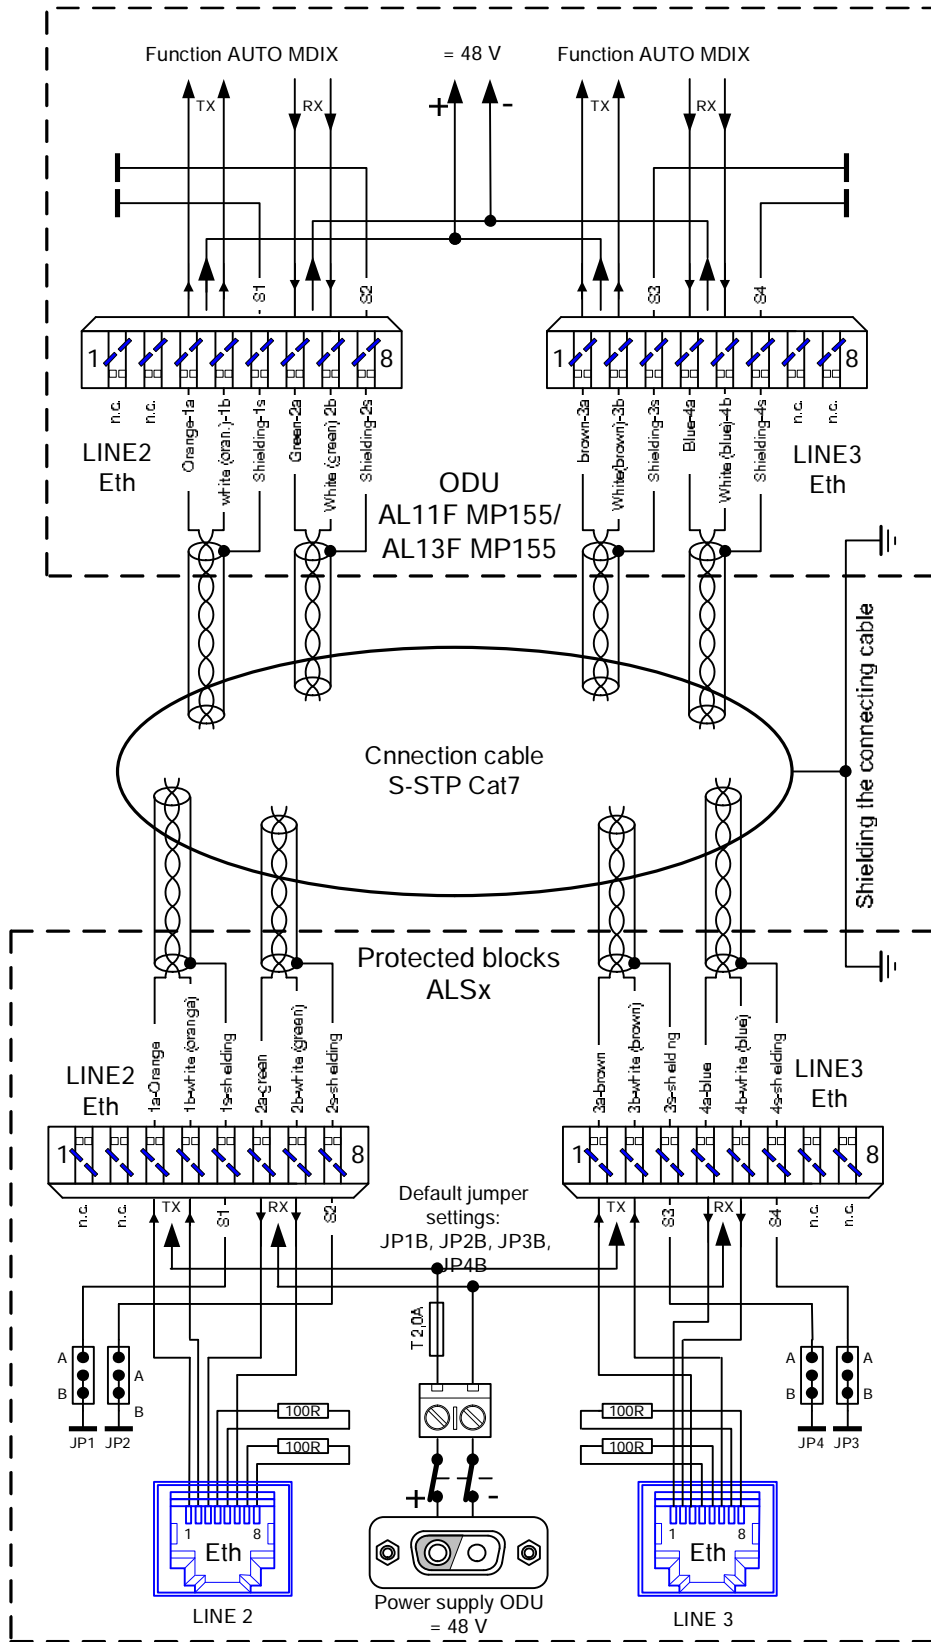 Function AUTO MDIX
= 48 V
Function AUTO MDIX
TX
RX
+
-
TX
RX
S1
S2
S3
S4
1
8
1
8
n.c.
n.c.
Orange-1a
white (oran.)-1b
Shielding-1s
Green-2a
White (green) 2b
Shielding-2s
brown-3a
White(brown)-3b
Shielding-3s
Blue-4a
White (blue)-4b
Shielding-4s
n.c.
n.c.
LINE2
Eth
LINE3
Eth
ODU
AL11F MP155/
AL13F MP155
Shielding the connecting cable
Cnnection cable
S-STP Cat7
Protected blocks
ALSx
1a-Orange
1b-white (oranga)
1s-shielding
2a-green
2b-white (green)
2s-shielding
3a-brown
3b-white (brown)
3s-shielding
4a-blue
4b-white (blue)
4s-shielding
LINE2
Eth
LINE3
Eth
1
8
1
8
n.c.
n.c.
TX
S1
RX
S2
Default jumper
settings:
JP1B, JP2B, JP3B,
JP4B
TX
S3
RX
S4
n.c.
n.c.
T 2,0A
A
B
A
B
JP1
JP2
A
B
A
B
JP4
JP3
100R
100R
100R
100R
+
-
1
8
Eth
LINE 2
1
8
Eth
LINE 3
Power supply ODU
= 48 V